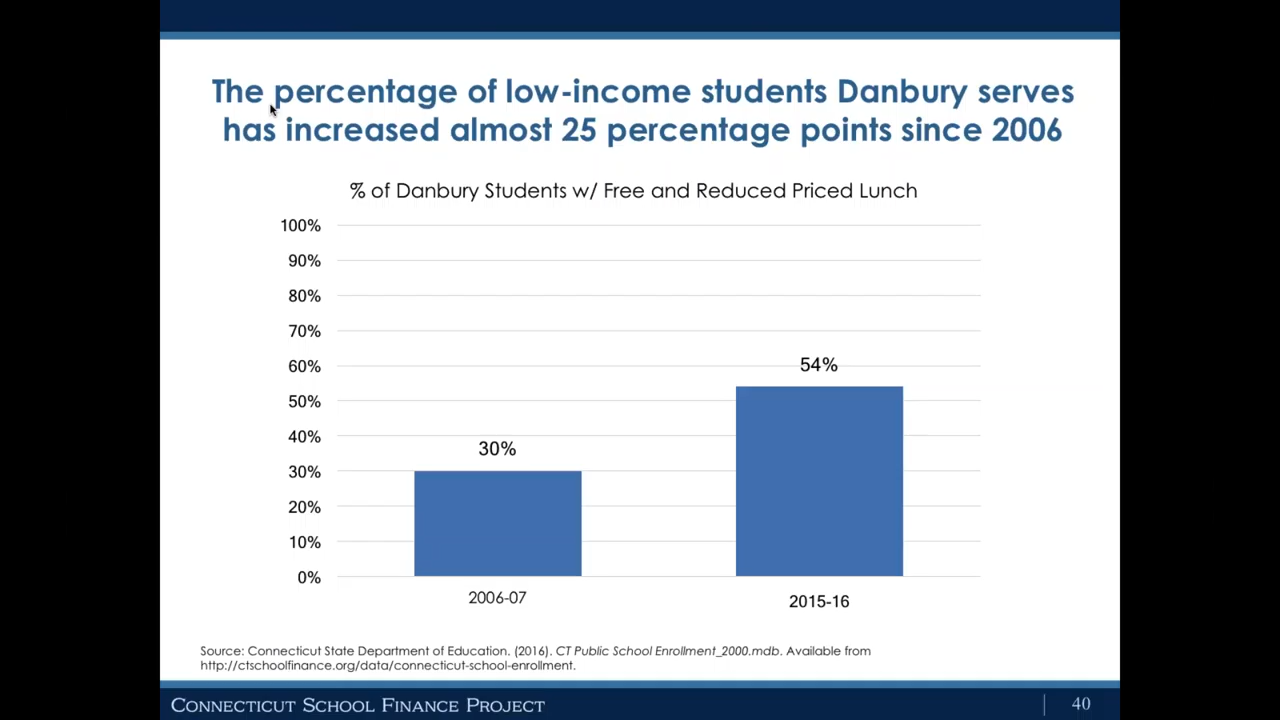 The percentage of low-income students Danbury serves
has increased almost 25 percentage points since 2006
% of Danbury Students w/ Free and Reduced Priced Lunch
100%
90%
80%
70%
60%
50%
40%
30%
20%
10%
0%
30%
54%
2006-07
2015-16
Source: Connecticut State Department of Education. (2016). CT Public School Enrollment_2000.mdb. Available from
http://ctschoolfinance.org/data/connecticut-school-enrollment.
CONNECTICUT SCHOOL FINANCE PROJECT
40